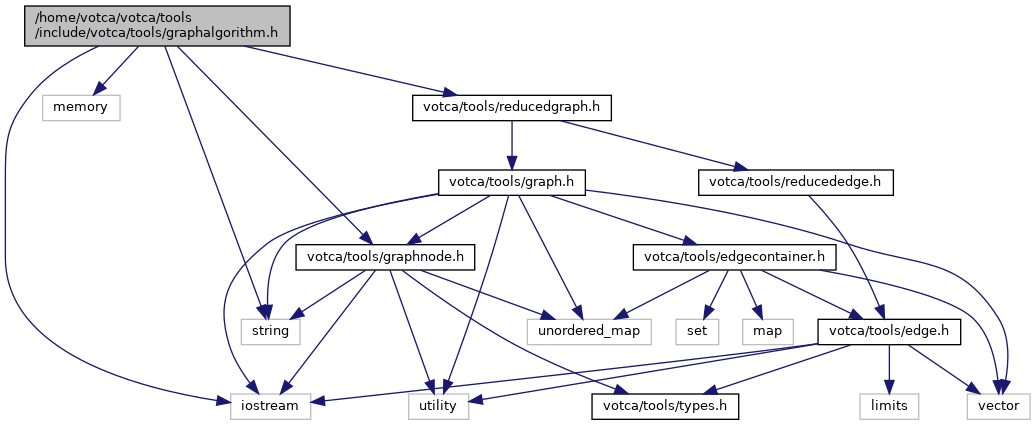 /home/votca/votca/tools
/include/votca/tools/graphalgorithm.h
memory
votca/tools/reducedgraph.h
votca/tools/graph.h
votca/tools/reducededge.h
votca/tools/graphnode.h
votca/tools/edgecontainer.h
string
unordered_map
set
map
votca/tools/edge.h
iostream
utility
votca/tools/types.h
limits
vector